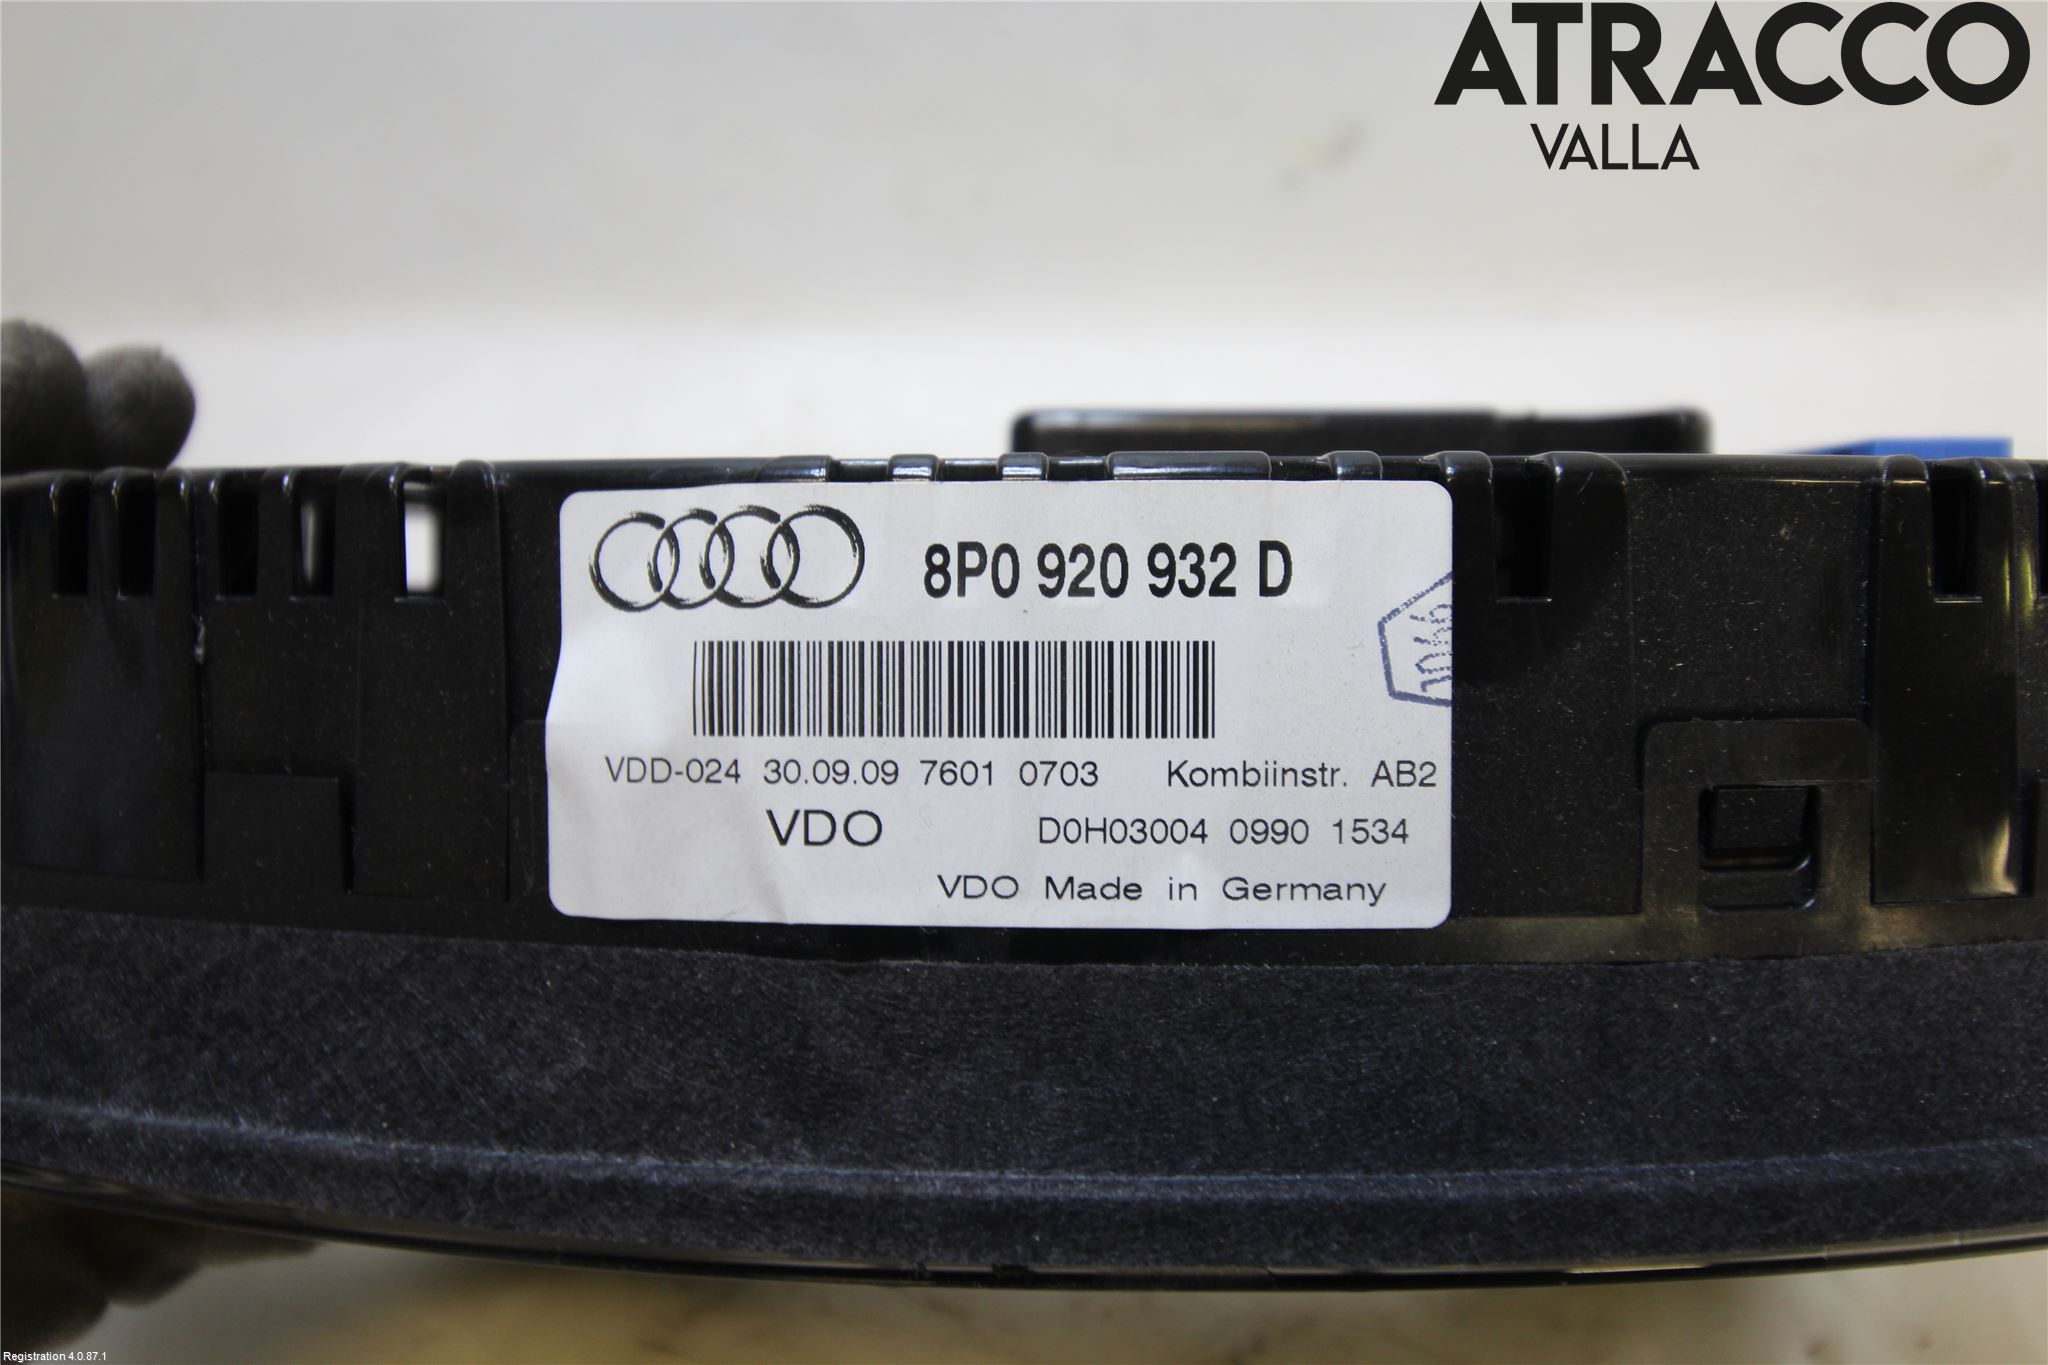 ATRACCO
VALLA
8P0 920 932 D
1066
VDD-024 30.09.09 7601 0703 Kombiinstr. AB2
VDO D0H03004 0990 1534
VDO Made in Germany
Registration 4.0.87.1